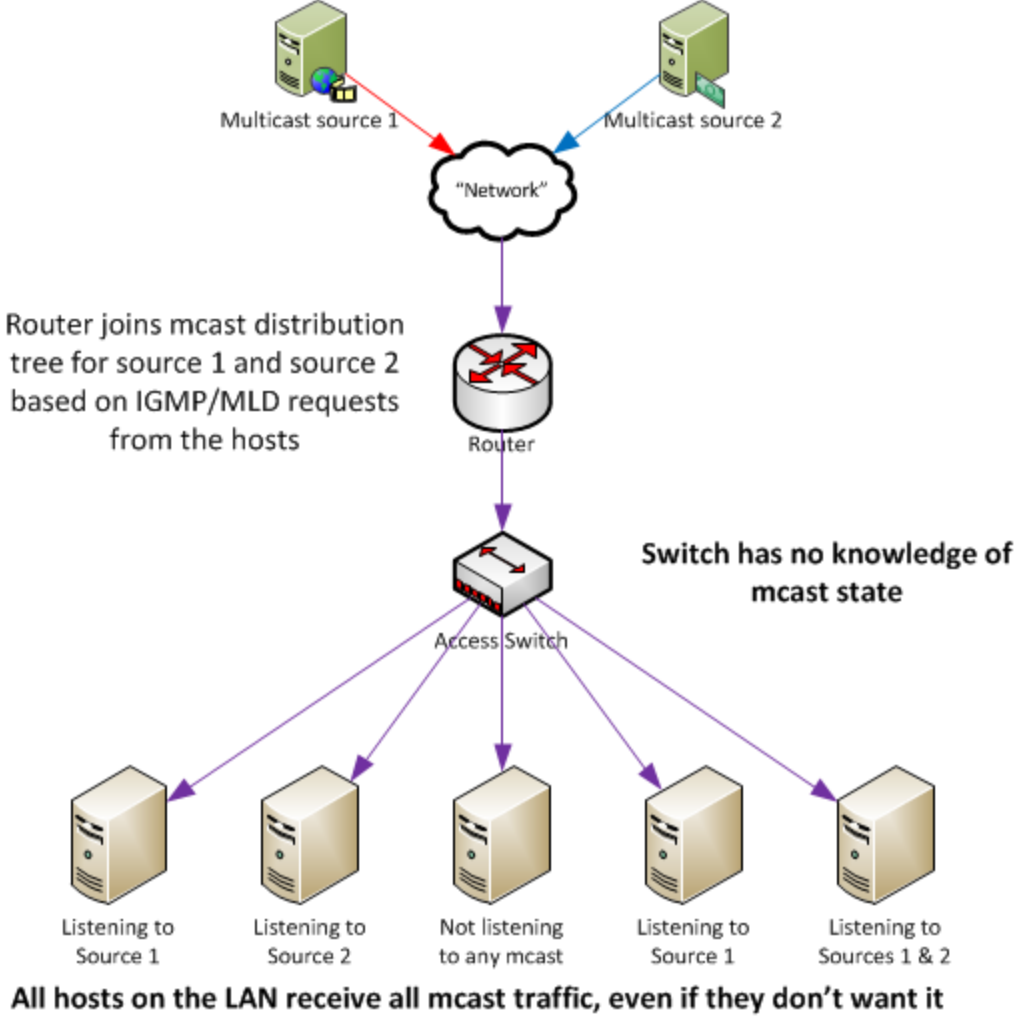 Multicast source 1
Multicast source 2
"Network"
Router joins mcast distribution
tree for source 1 and source 2
based on IGMP/MLD requests
from the hosts
Router
Switch has no knowledge of
mcast state
Access Switch
Listening to
Source 1
Listening to
Source 2
Not listening
to any mcast
Listening to
Source 1
Listening to
Sources 1 & 2
All hosts on the LAN receive all mcast traffic, even if they don't want it